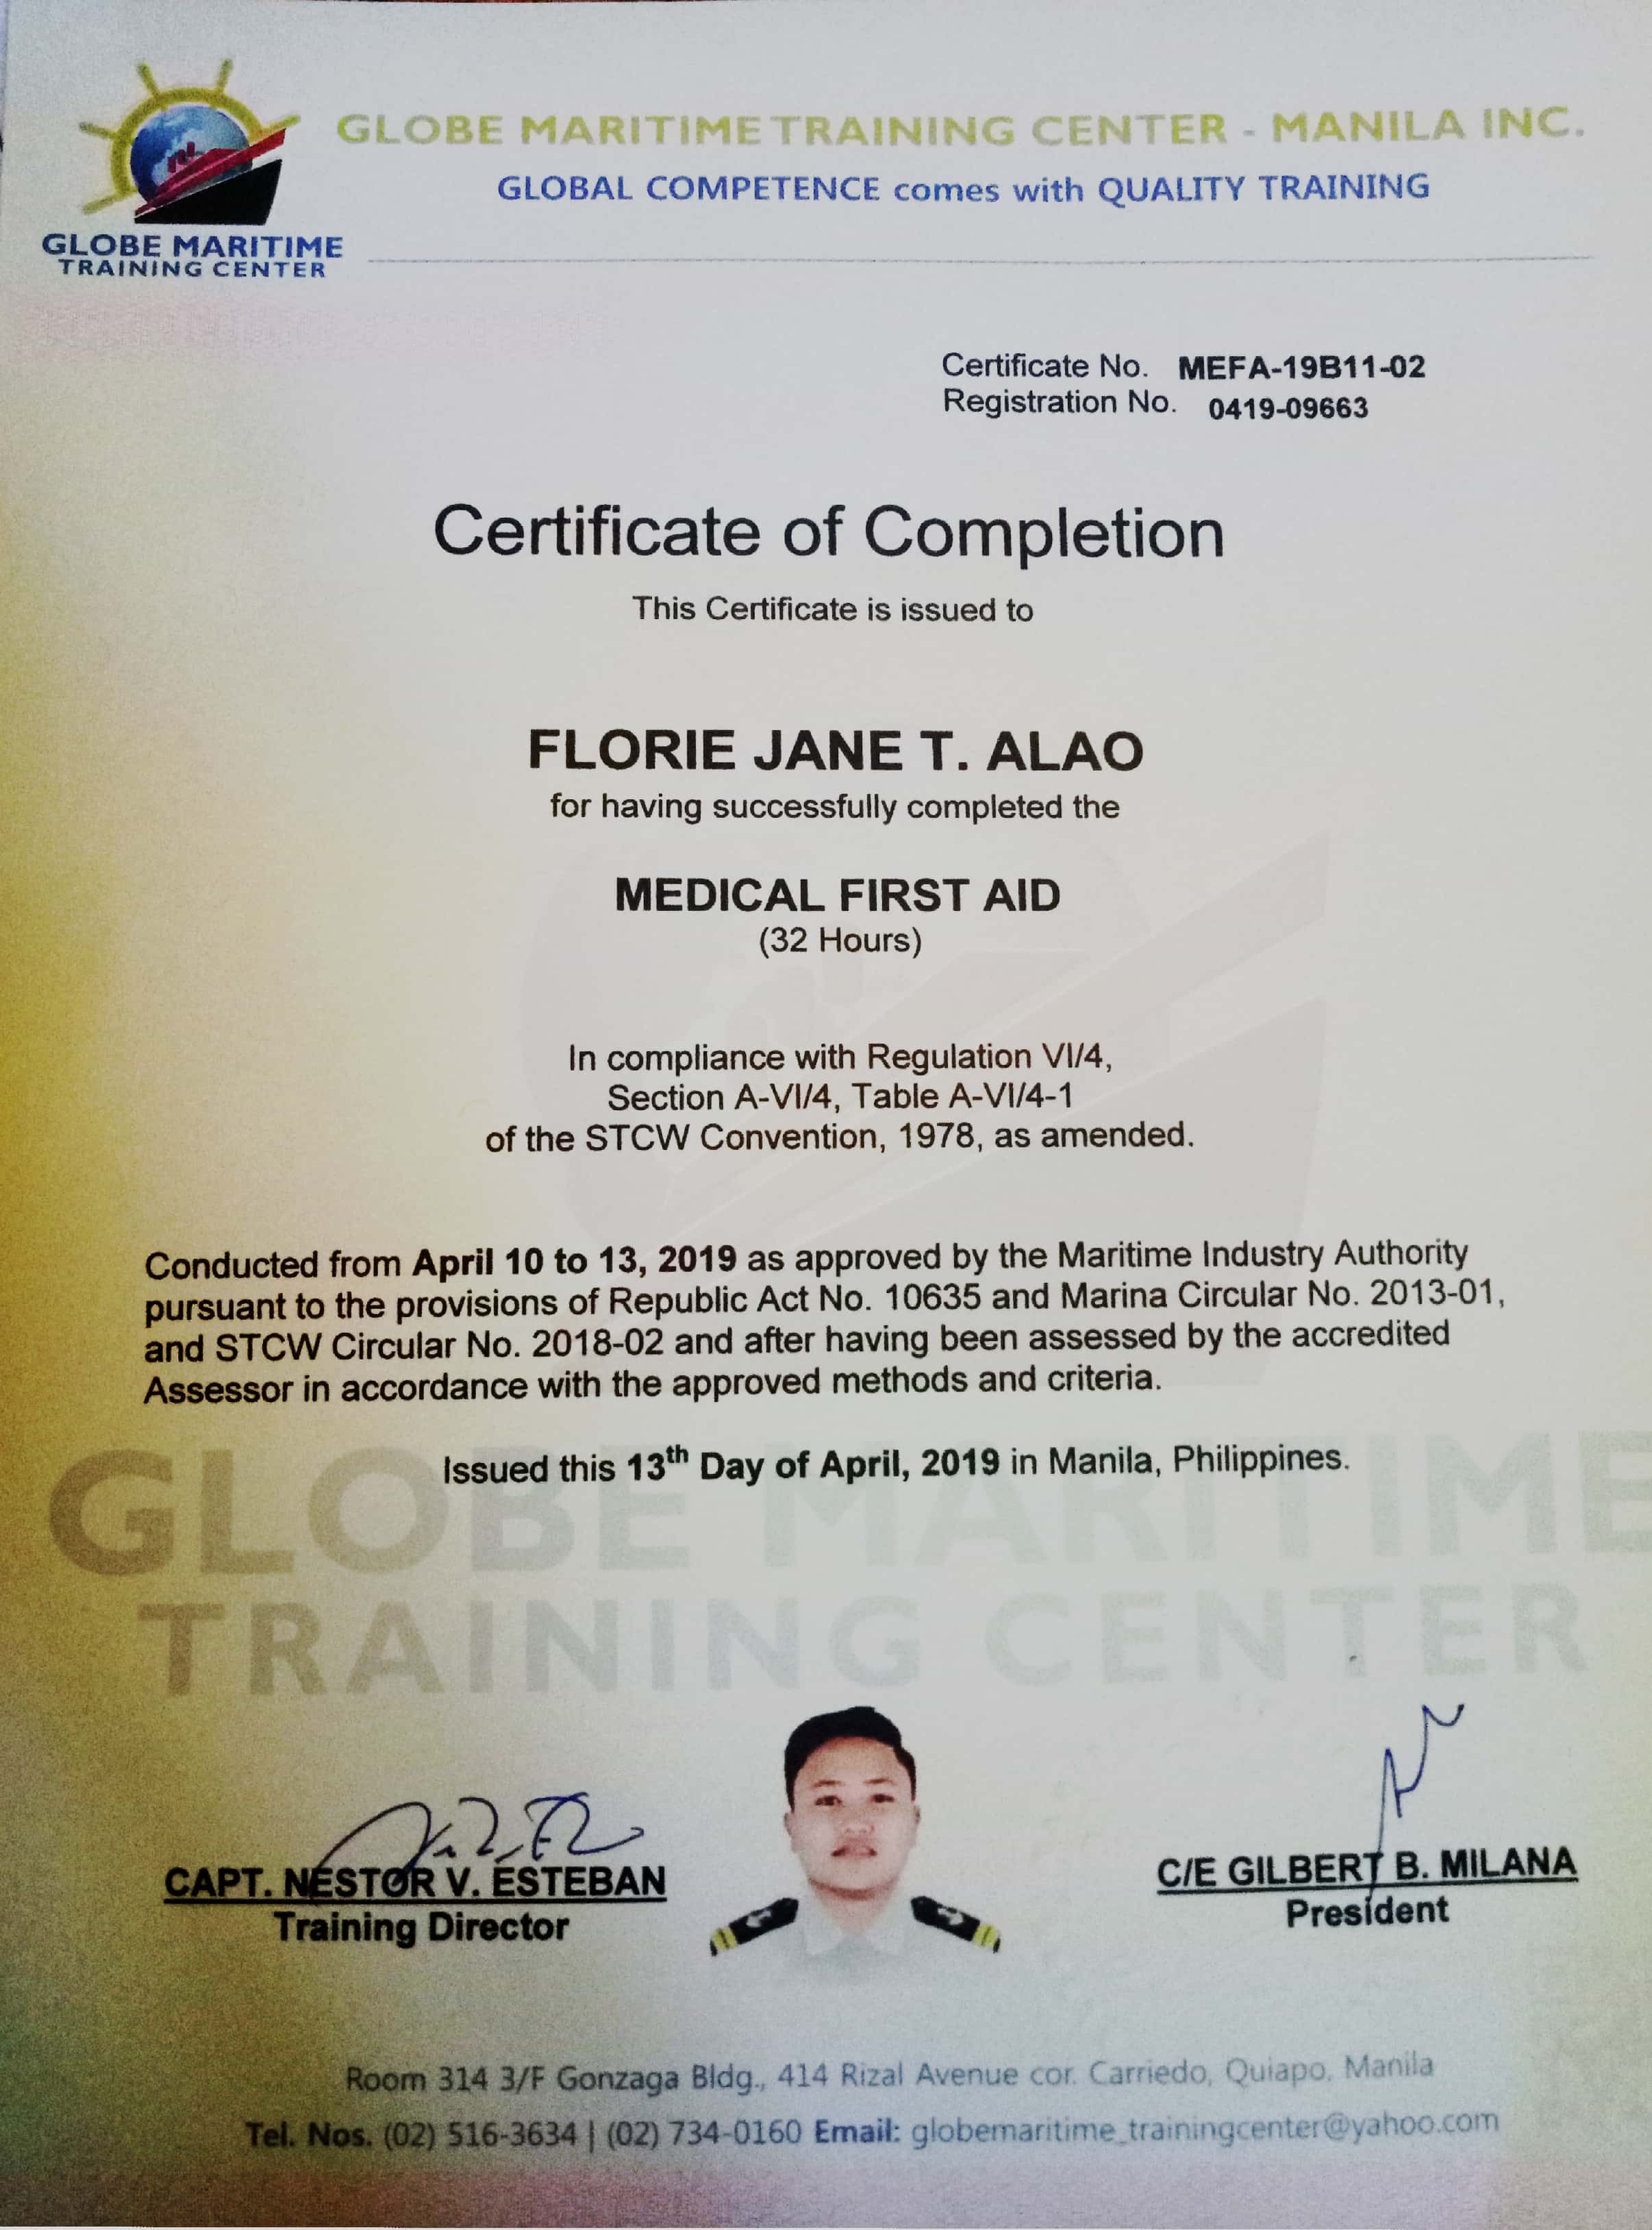 GLOBE MARITIME TRAINING CENTER - MANILA INC.
GLOBAL COMPETENCE comes with QUALITY TRAINING
GLOBE MARITIME
TRAINING CENTER
Certificate No. MEFA-19B11-02
Registration No. 0419-09663
Certificate of Completion
This Certificate is issued to
FLORIE JANE T. ALAO
for having successfully completed the
MEDICAL FIRST AID
(32 Hours)
In compliance with Regulation VI/4,
Section A-VI/4, Table A-VI/4-1
of the STCW Convention, 1978, as amended.
Conducted from April 10 to 13, 2019 as approved by the Maritime Industry Authority
pursuant to the provisions of Republic Act No. 10635 and Marina Circular No. 2013-01,
and STCW Circular No. 2018-02 and after having been assessed by the accredited
Assessor in accordance with the approved methods and criteria.
Issued this 13th Day of April, 2019 in Manila, Philippines.
GLOBE MARITIME
TRAINING CENTER
CAPT. NESTOR V. ESTEBAN
Training Director
C/E GILBERT B. MILANA
President
Room 314 3/F Gonzaga Bldg., 414 Rizal Avenue cor. Carriedo, Quiapo, Manila
Tel. Nos. (02) 516-3634 | (02) 734-0160 Email: globemaritime_trainingcenter@yahoo.com